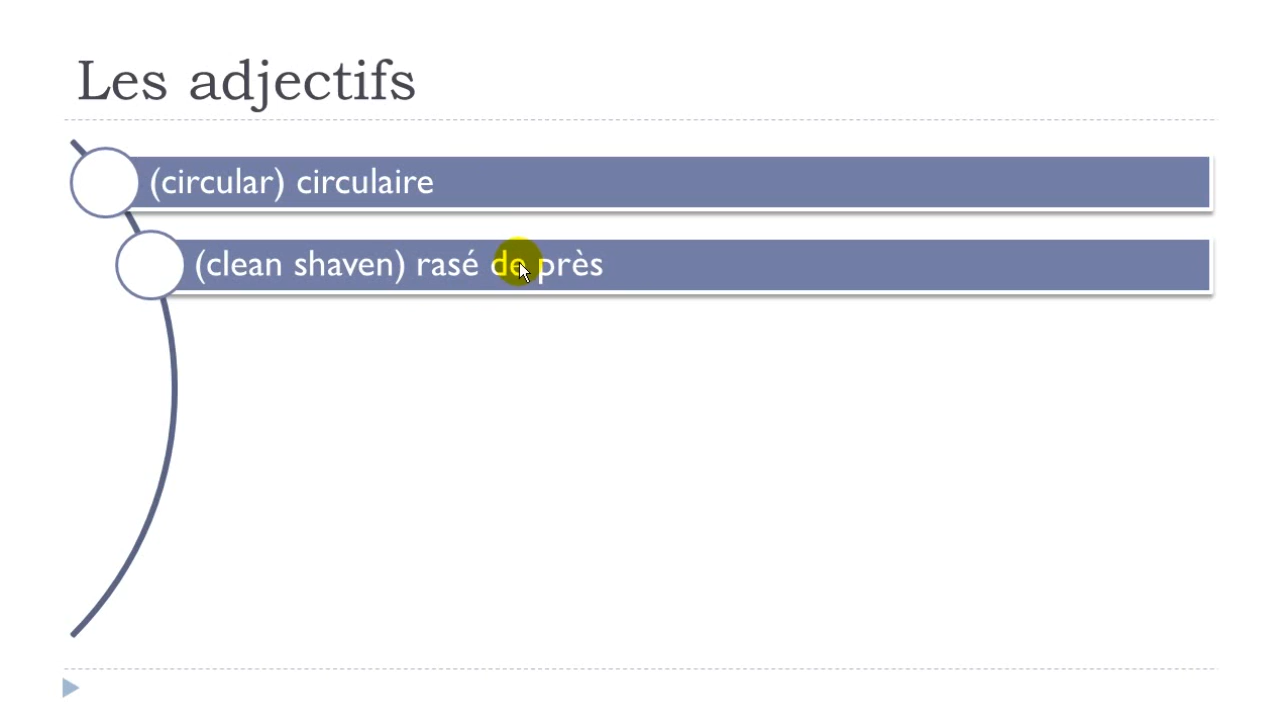 Les adjectifs
(circular) circulaire
(clean shaven) rasé de près